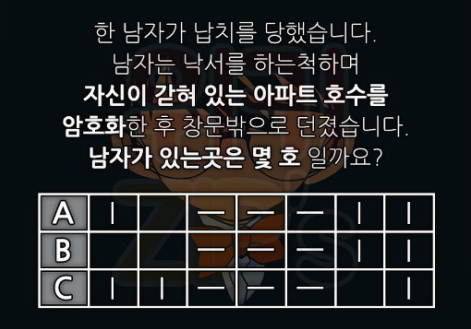 한 남자가 납치를 당했습니다.
남자는 낙서를 하는척하며
자신이 갇혀 있는 아파트 호수를
암호화한 후 창문밖으로 던졌습니다.
남자가 있는곳은 몇 호 일까요?
A | ㅡ ㅡ ㅡ | |
B ㅡ ㅡ ㅡ | |
C | | ㅡ ㅡ ㅡ |